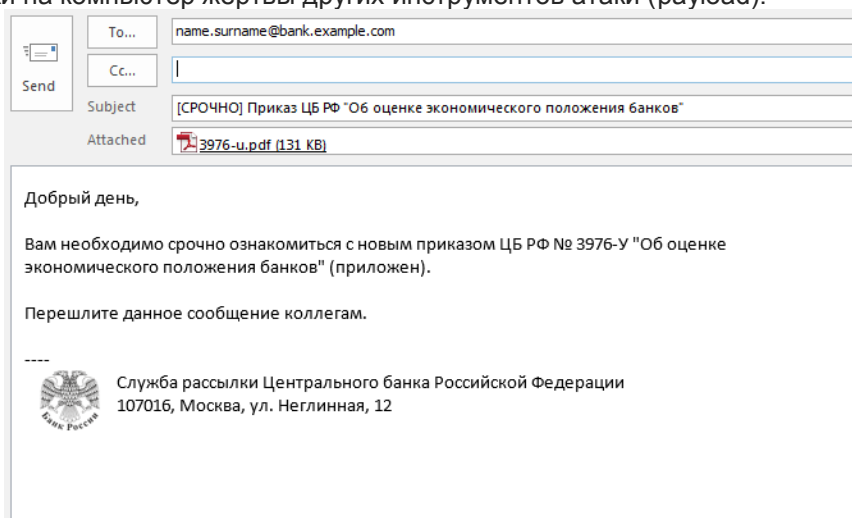 и на компьютер жертвы других инструментов атаки (payload).
To... name.surname@bank.example.com
Cc...
Send
Subject [СРОЧНО] Приказ ЦБ РФ "Об оценке экономического положения банков"
Attached 3976-u.pdf (131 KB)
Добрый день,
Вам необходимо срочно ознакомиться с новым приказом ЦБ РФ № 3976-У "Об оценке
экономического положения банков" (приложен).
Перешлите данное сообщение коллегам.
----
Служба рассылки Центрального банка Российской Федерации
107016, Москва, ул. Неглинная, 12
Банк России